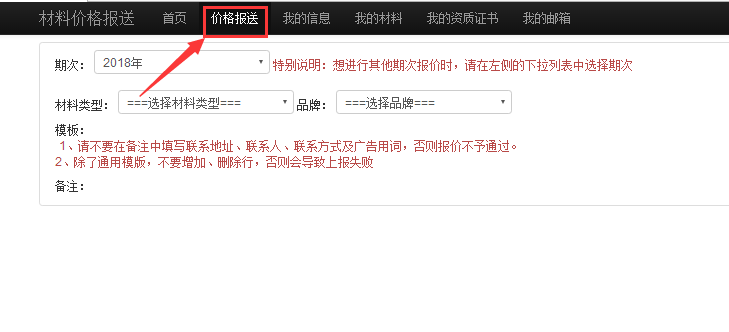 材料价格报送 首页 价格报送 我的信息 我的材料 我的资质证书 我的邮箱
期次： 2018年 特别说明：想进行其他期次报价时，请在左侧的下拉列表中选择期次
材料类型： ===选择材料类型=== 品牌： ===选择品牌===
模板：
1、请不要在备注中填写联系地址、联系人、联系方式及广告用词，否则报价不予通过。
2、除了通用模版，不要增加、删除行，否则会导致上报失败
备注：